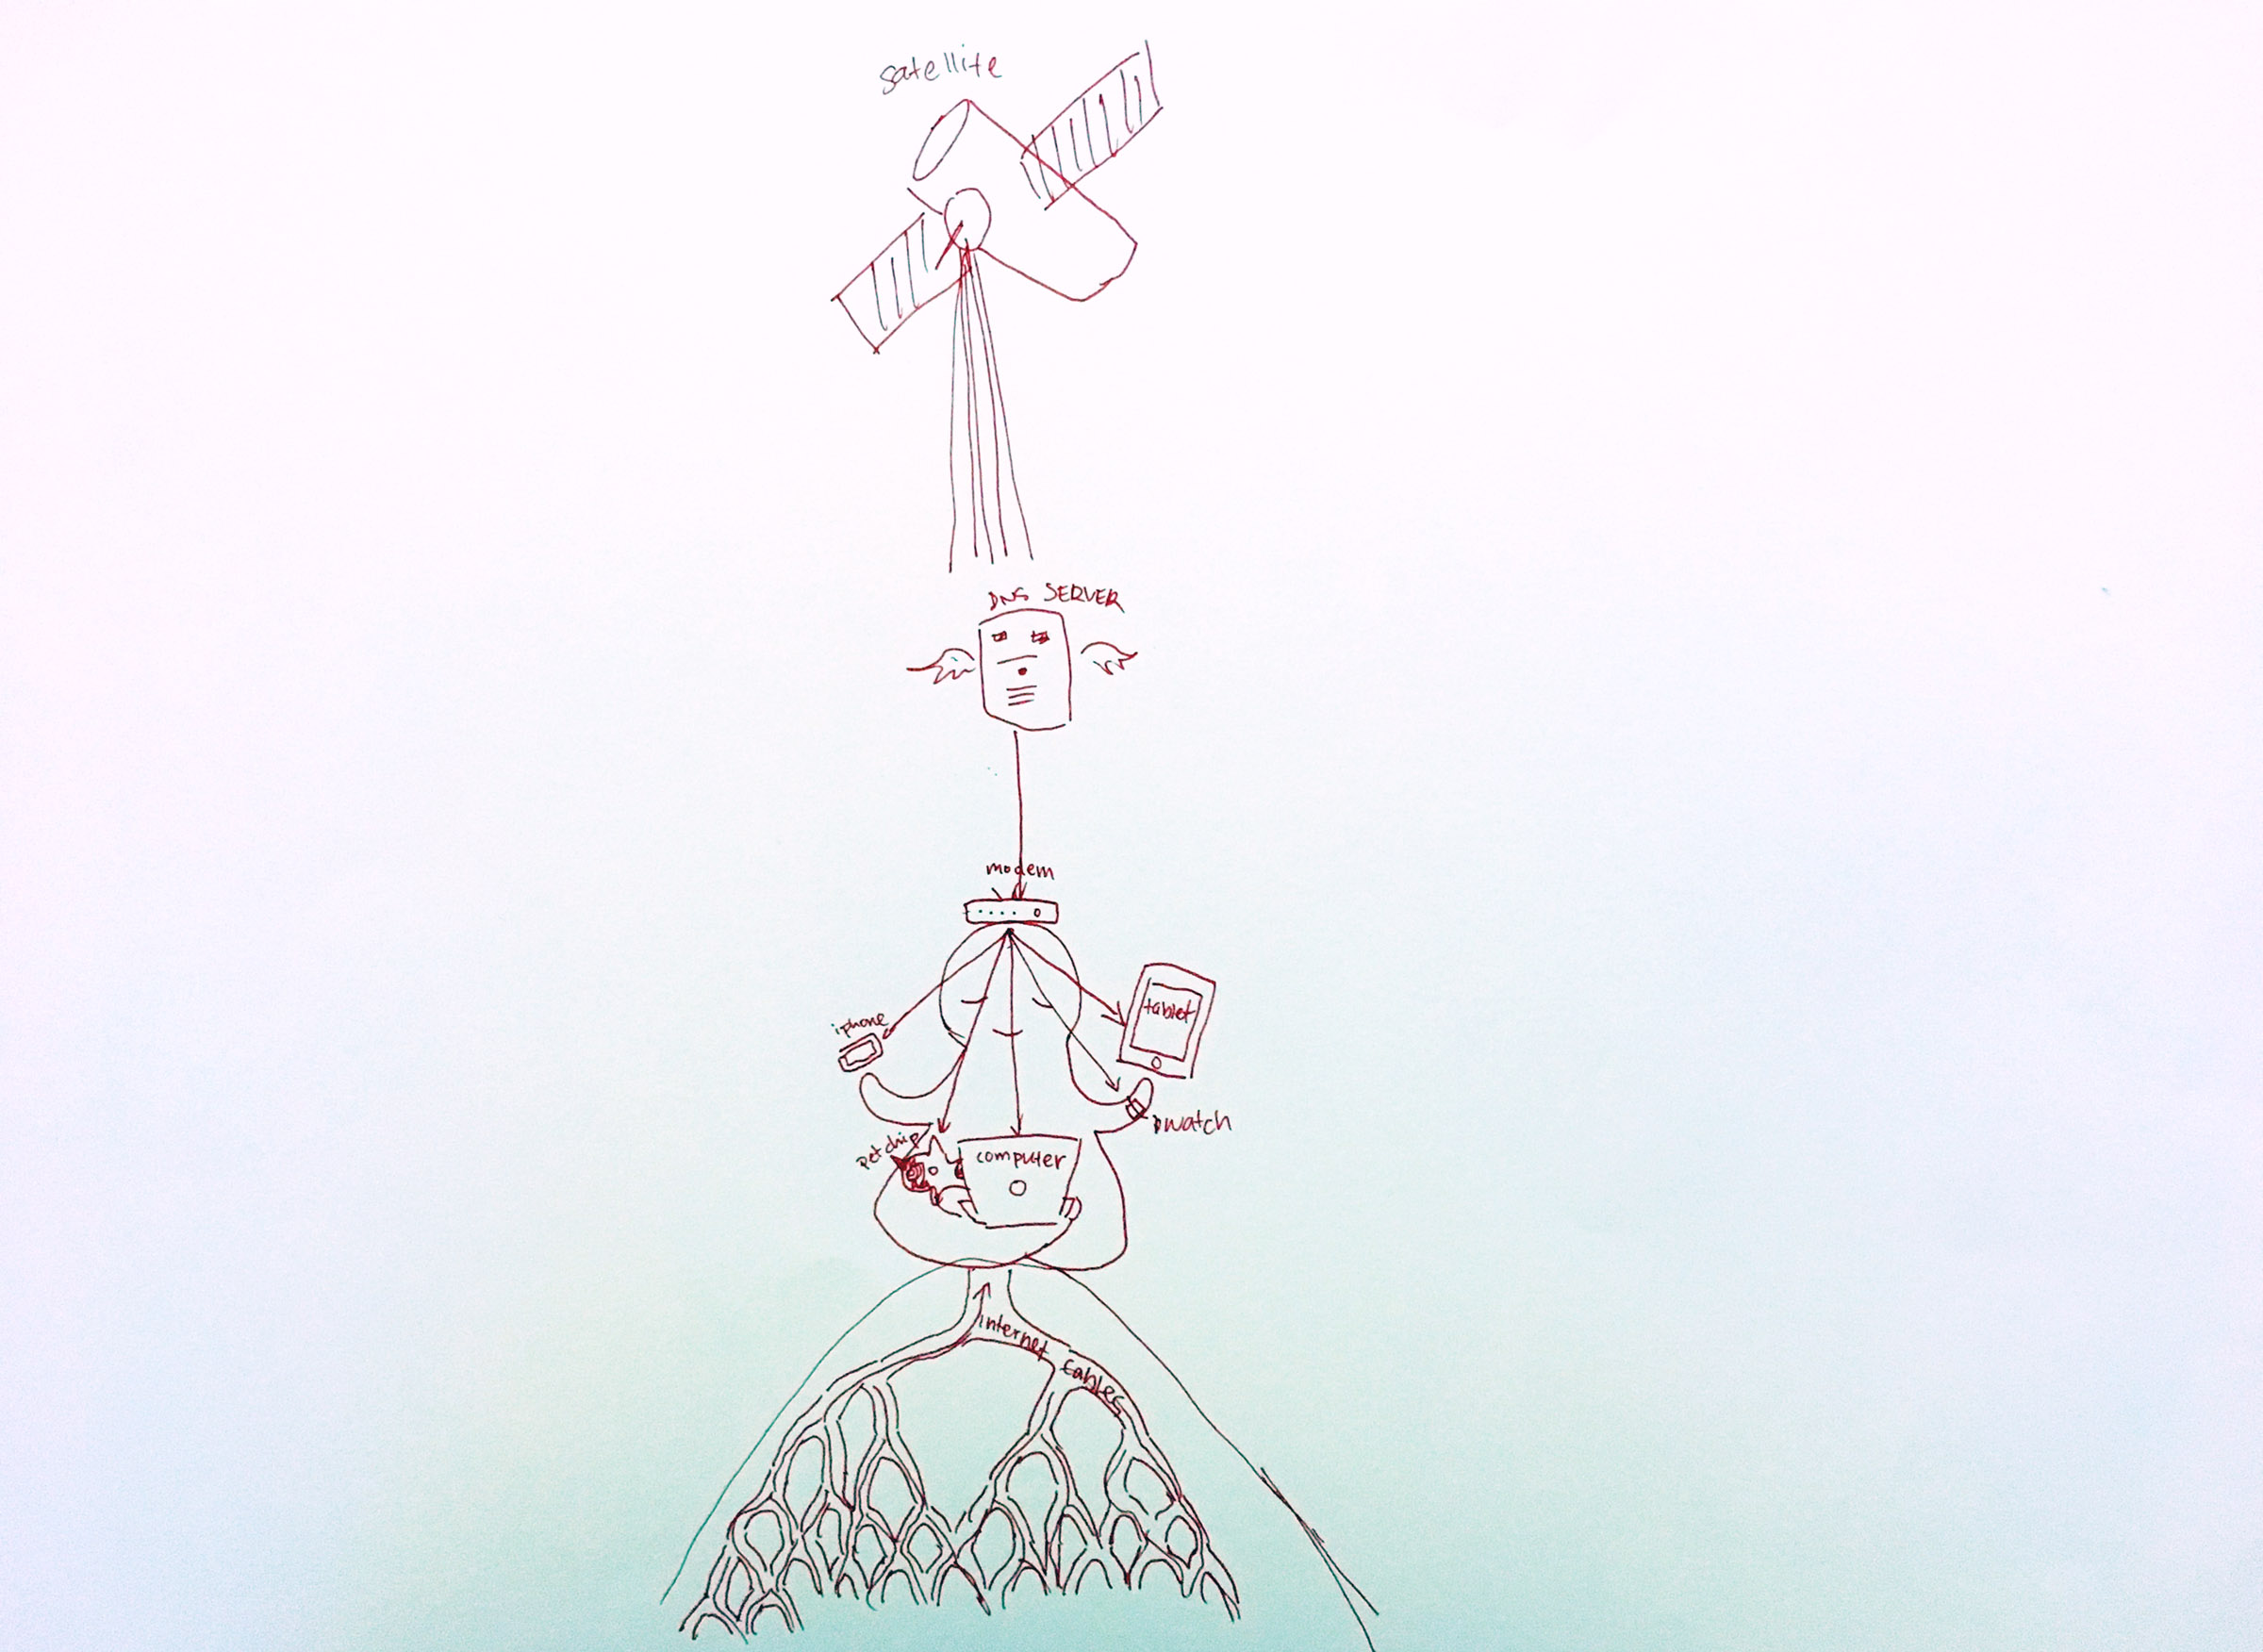 satellite
DNS SERVER
modem
iphone
tablet
watch
pet chip
computer
internet cables